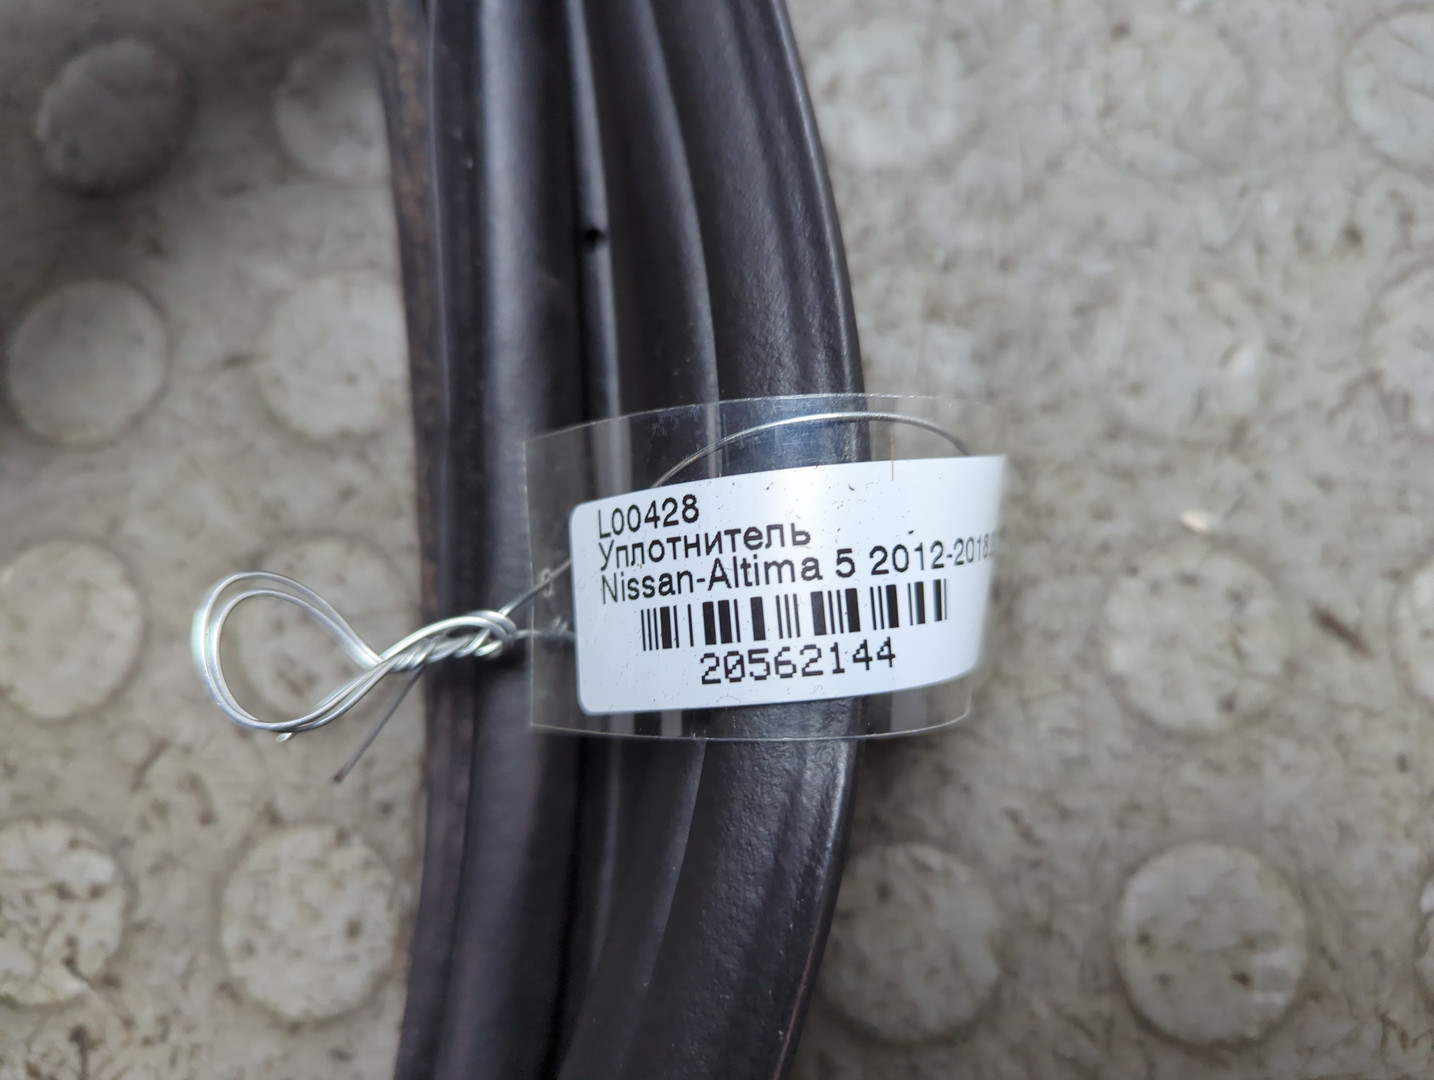 L00428
Уплотнитель
Nissan-Altima 5 2012-2018
20562144